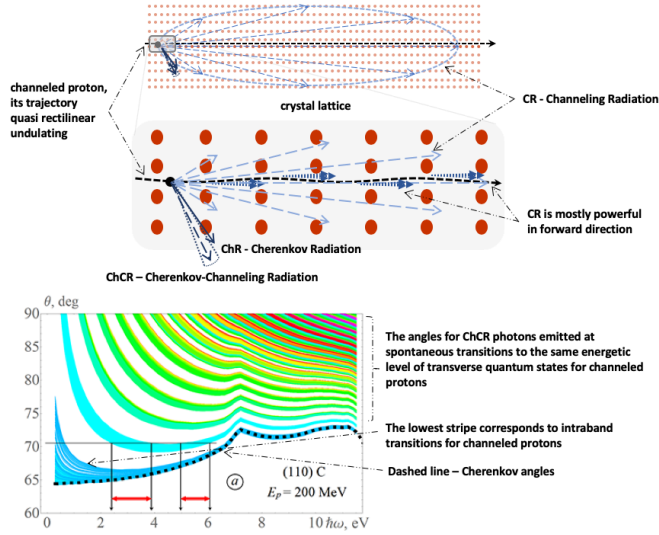 channeled proton,
its trajectory
quasi rectilinear
undulating
crystal lattice
CR - Channeling Radiation
CR is mostly powerful
in forward direction
ChR - Cherenkov Radiation
ChCR – Cherenkov-Channeling Radiation
θ, deg
90
85
80
75
70
65
60
0
2
4
6
8
10 ℏω, eV
a
(110) C
Eₚ = 200 MeV
The angles for ChCR photons emitted at
spontaneous transitions to the same energetic
level of transverse quantum states for channeled
protons
The lowest stripe corresponds to intraband
transitions for channeled protons
Dashed line – Cherenkov angles